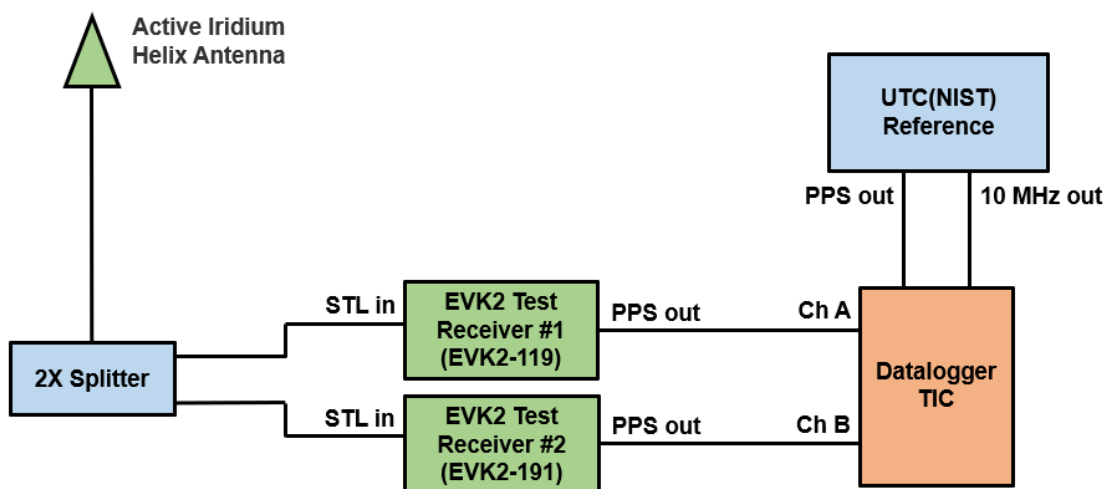 Active Iridium
Helix Antenna
UTC(NIST)
Reference
PPS out
10 MHz out
STL in
EVK2 Test
Receiver #1
(EVK2-119)
PPS out
Ch A
2X Splitter
Datalogger
TIC
STL in
EVK2 Test
Receiver #2
(EVK2-191)
PPS out
Ch B